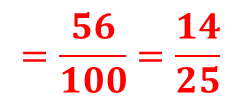 = 56/100 = 14/25